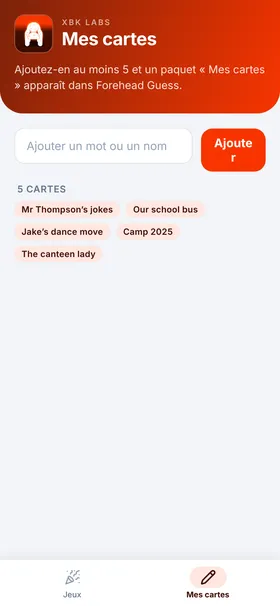 XBK LABS
Mes cartes
Ajoutez-en au moins 5 et un paquet « Mes cartes
» apparaît dans Forehead Guess.
Ajouter un mot ou un nom
Ajoute
r
5 CARTES
Mr Thompson's jokes
Our school bus
Jake's dance move
Camp 2025
The canteen lady
Jeux
Mes cartes